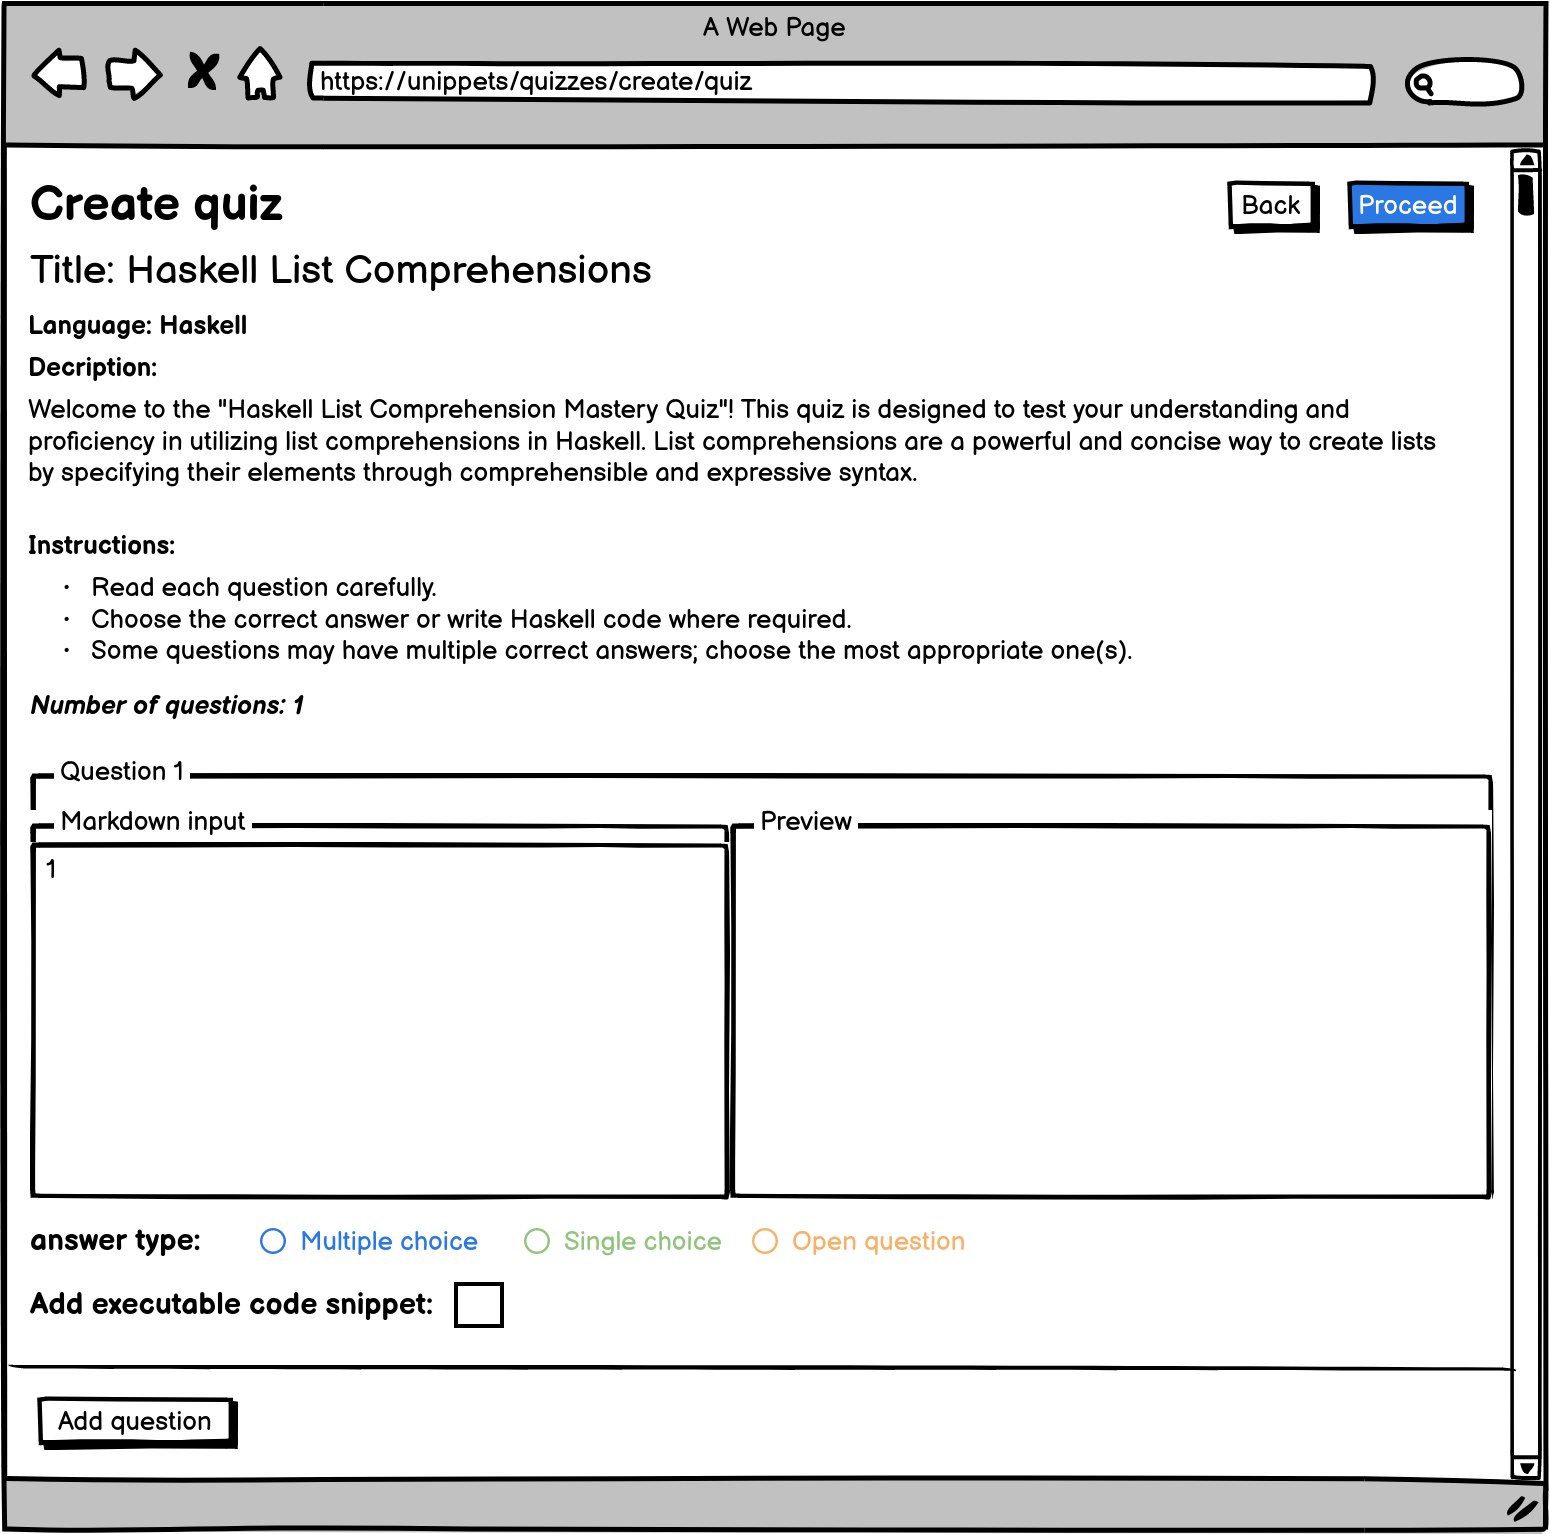 A Web Page
https://unippets/quizzes/create/quiz
Create quiz
Back
Proceed
Title: Haskell List Comprehensions
Language: Haskell
Decription:
Welcome to the "Haskell List Comprehension Mastery Quiz"! This quiz is designed to test your understanding and
proficiency in utilizing list comprehensions in Haskell. List comprehensions are a powerful and concise way to create lists
by specifying their elements through comprehensible and expressive syntax.
Instructions:
· Read each question carefully.
· Choose the correct answer or write Haskell code where required.
· Some questions may have multiple correct answers; choose the most appropriate one(s).
Number of questions: 1
Question 1
Markdown input
Preview
1
answer type:
Multiple choice
Single choice
Open question
Add executable code snippet:
Add question